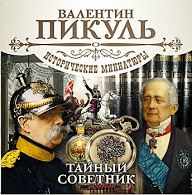 ВАЛЕНТИН
ПИКУЛЬ
ИСТОРИЧЕСКИЕ МИНИАТЮРЫ
ТАЙНЫЙ
СОВЕТНИК